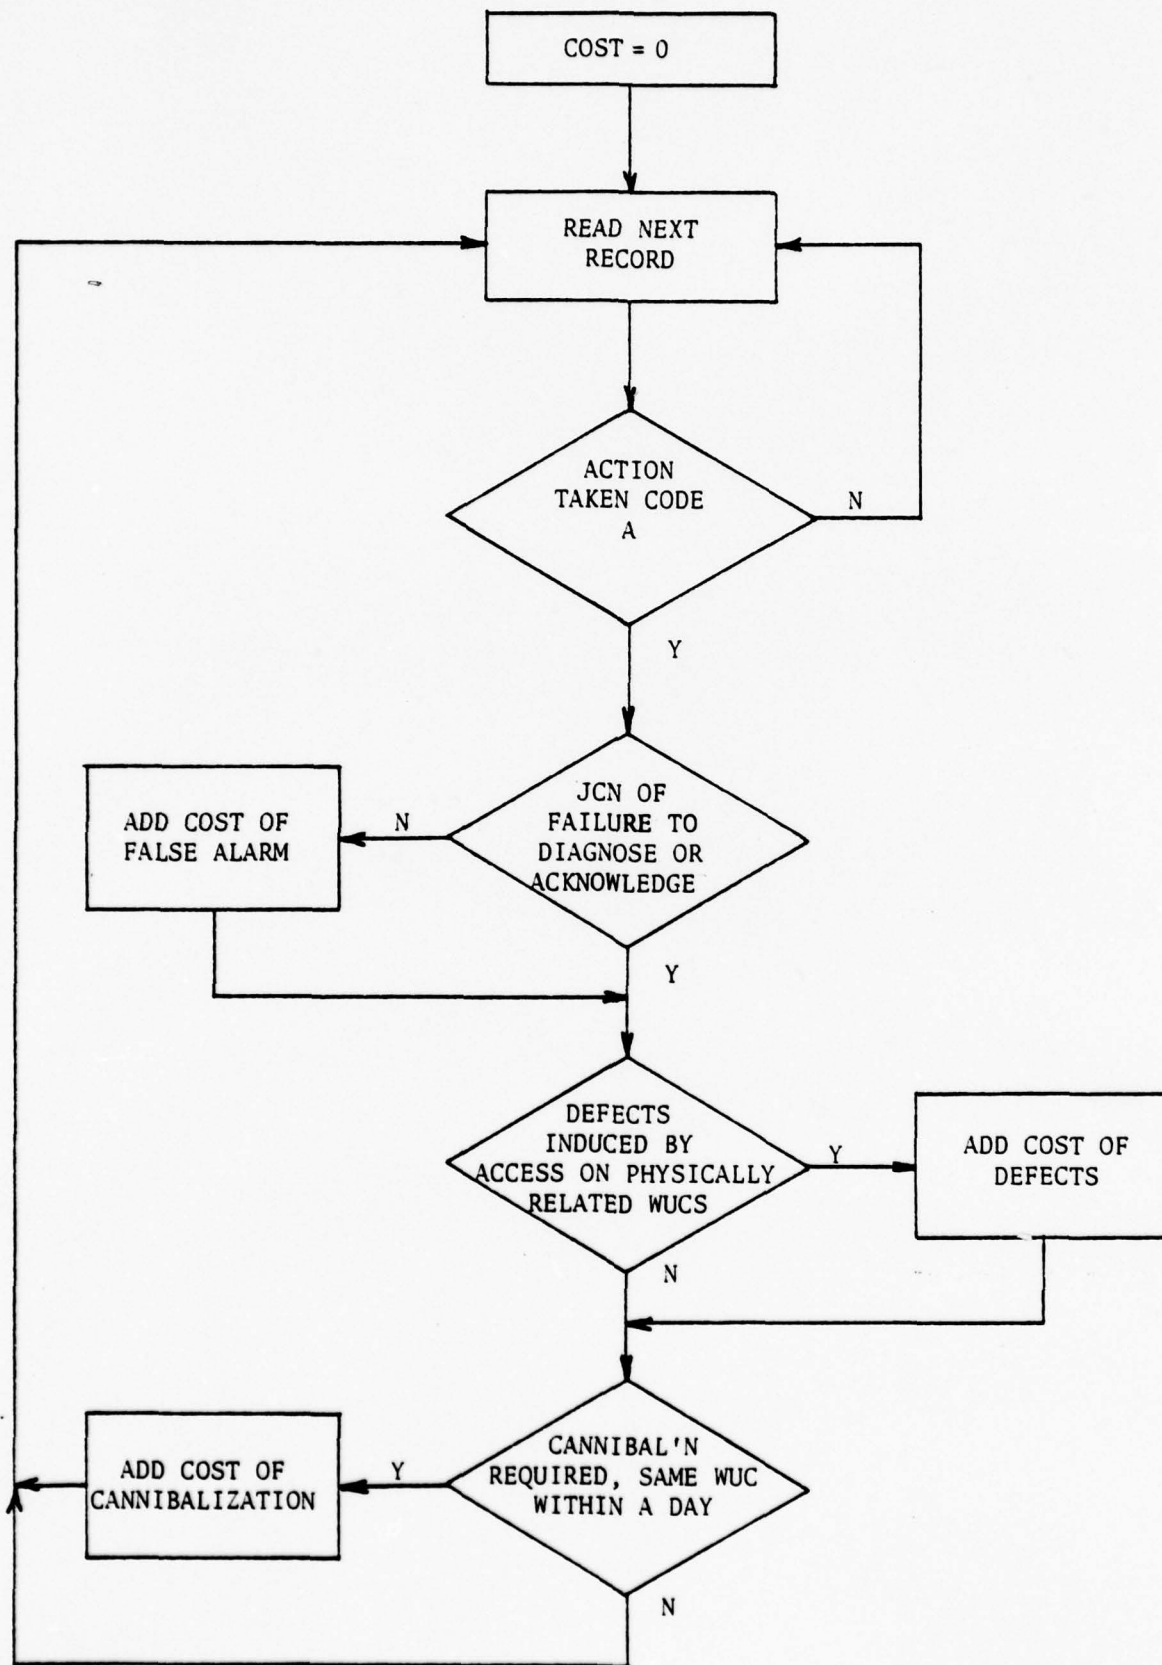 COST = 0
READ NEXT
RECORD
ACTION
TAKEN CODE
A
N
Y
JCN OF
FAILURE TO
DIAGNOSE OR
ACKNOWLEDGE
N
ADD COST OF
FALSE ALARM
Y
DEFECTS
INDUCED BY
ACCESS ON PHYSICALLY
RELATED WUCS
Y
ADD COST OF
DEFECTS
N
CANNIBAL'N
REQUIRED, SAME WUC
WITHIN A DAY
Y
ADD COST OF
CANNIBALIZATION
N